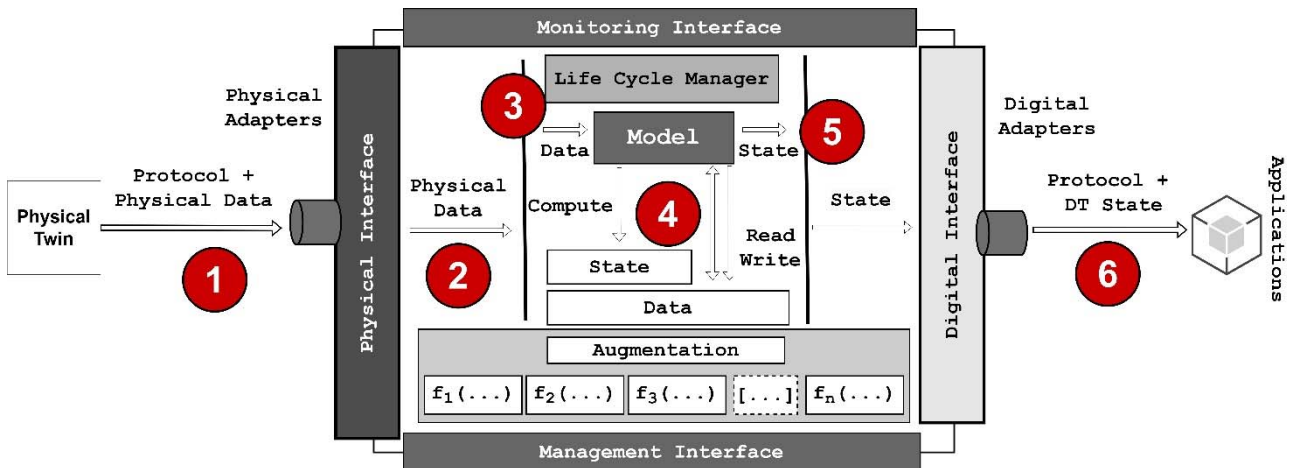 Monitoring Interface
Physical
Adapters
Life Cycle Manager
3
5
Digital
Adapters
Data
Model
State
Protocol +
Physical Data
Physical Interface
Physical
Data
Compute
4
State
Digital Interface
Protocol +
DT State
Applications
Physical
Twin
1
2
Read
Write
6
State
Data
Augmentation
f1(...)
f2(...)
f3(...)
[...]
fn(...)
Management Interface